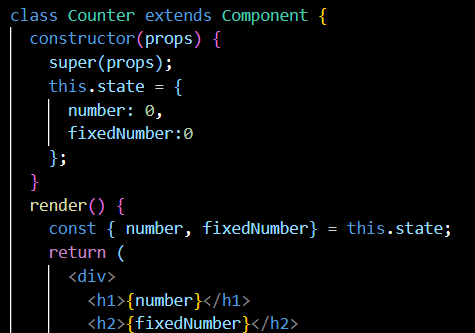 class Counter extends Component {
constructor(props) {
super(props);
this.state = {
number: 0,
fixedNumber:0
};
}
render() {
const { number, fixedNumber} = this.state;
return (
<div>
<h1>{number}</h1>
<h2>{fixedNumber}</h2>